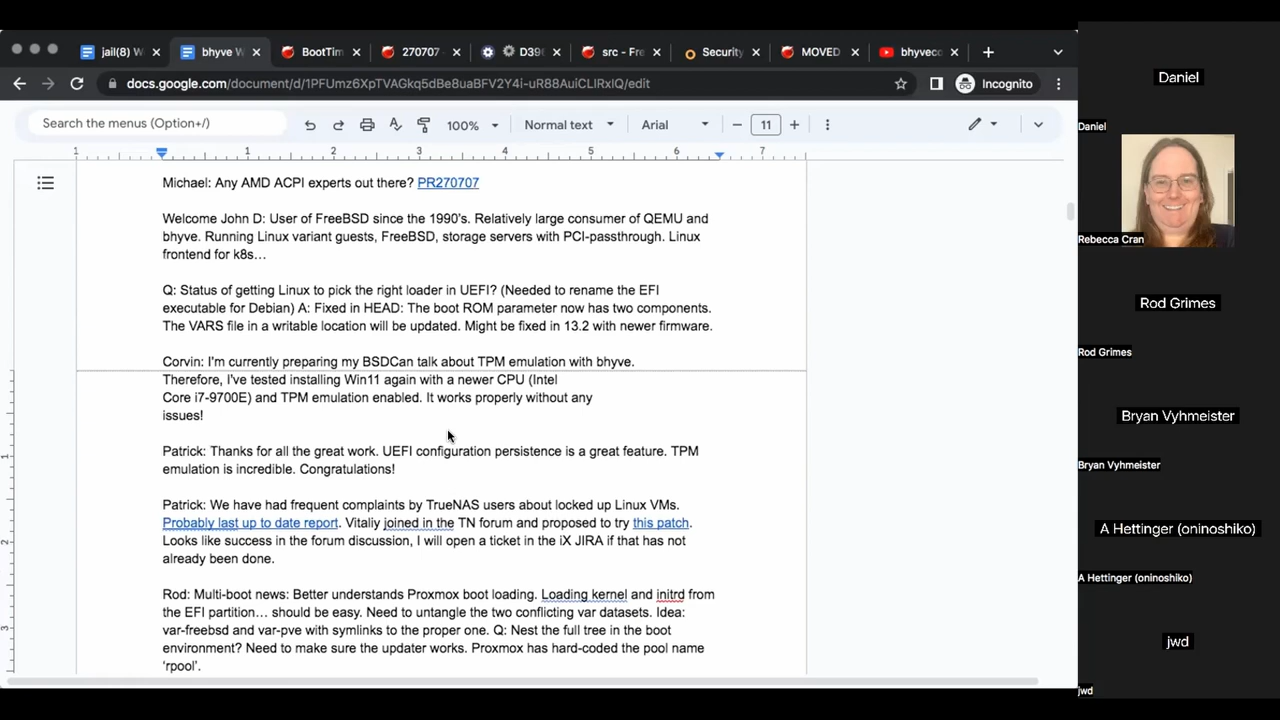 jail(8) W
bhyve W
BootTim
270707 -
D39
src - Fre
Security
MOVED
bhyvec
docs.google.com/document/d/1PFUmz6XpTVAGkq5dBe8uaBFV2Y4i-uR88AuiCLIRxIQ/edit
Incognito
Search the menus (Option+/)
100%
Normal text
Arial
11
1 1 2 3 4 5 6 7
Michael: Any AMD ACPI experts out there? PR270707
Welcome John D: User of FreeBSD since the 1990's. Relatively large consumer of QEMU and
bhyve. Running Linux variant guests, FreeBSD, storage servers with PCI-passthrough. Linux
frontend for k8s…
Q: Status of getting Linux to pick the right loader in UEFI? (Needed to rename the EFI
executable for Debian) A: Fixed in HEAD: The boot ROM parameter now has two components.
The VARS file in a writable location will be updated. Might be fixed in 13.2 with newer firmware.
Corvin: I'm currently preparing my BSDCan talk about TPM emulation with bhyve.
Therefore, I've tested installing Win11 again with a newer CPU (Intel
Core i7-9700E) and TPM emulation enabled. It works properly without any
issues!
1
Patrick: Thanks for all the great work. UEFI configuration persistence is a great feature. TPM
emulation is incredible. Congratulations!
Patrick: We have had frequent complaints by TrueNAS users about locked up Linux VMs.
Probably last up to date report. Vitaliy joined in the TN forum and proposed to try this patch.
2
Looks like success in the forum discussion, I will open a ticket in the iX JIRA if that has not
already been done.
Rod: Multi-boot news: Better understands Proxmox boot loading. Loading kernel and initrd from
the EFI partition… should be easy. Need to untangle the two conflicting var datasets. Idea:
3
var-freebsd and var-pve with symlinks to the proper one. Q: Nest the full tree in the boot
environment? Need to make sure the updater works. Proxmox has hard-coded the pool name
'rpool'.
Daniel
Daniel
Rebecca Cran
Rod Grimes
Rod Grimes
Bryan Vyhmeister
Bryan Vyhmeister
A Hettinger (oninoshiko)
A Hettinger (oninoshiko)
jwd
jwd